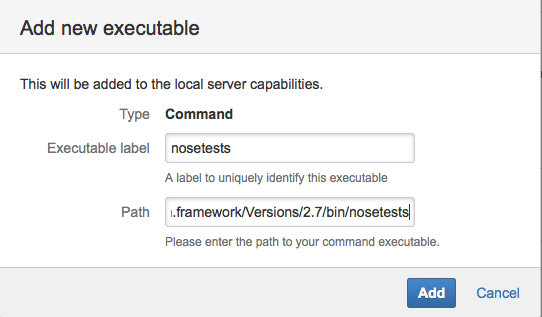 Add new executable
This will be added to the local server capabilities.
Type Command
Executable label nosetests
A label to uniquely identify this executable
Path .framework/Versions/2.7/bin/nosetests
Please enter the path to your command executable.
Add Cancel